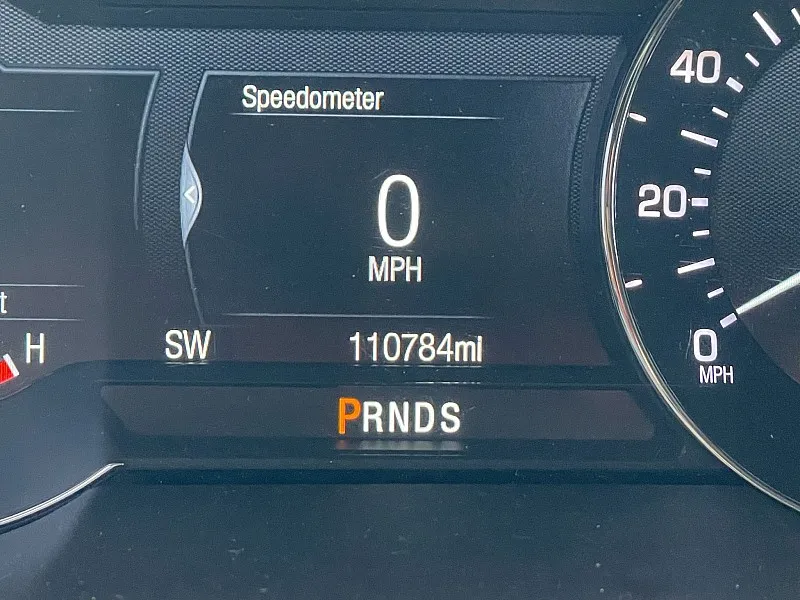 Speedometer
0
MPH
t
H
SW
110784mi
PRNDS
40
20
0
MPH